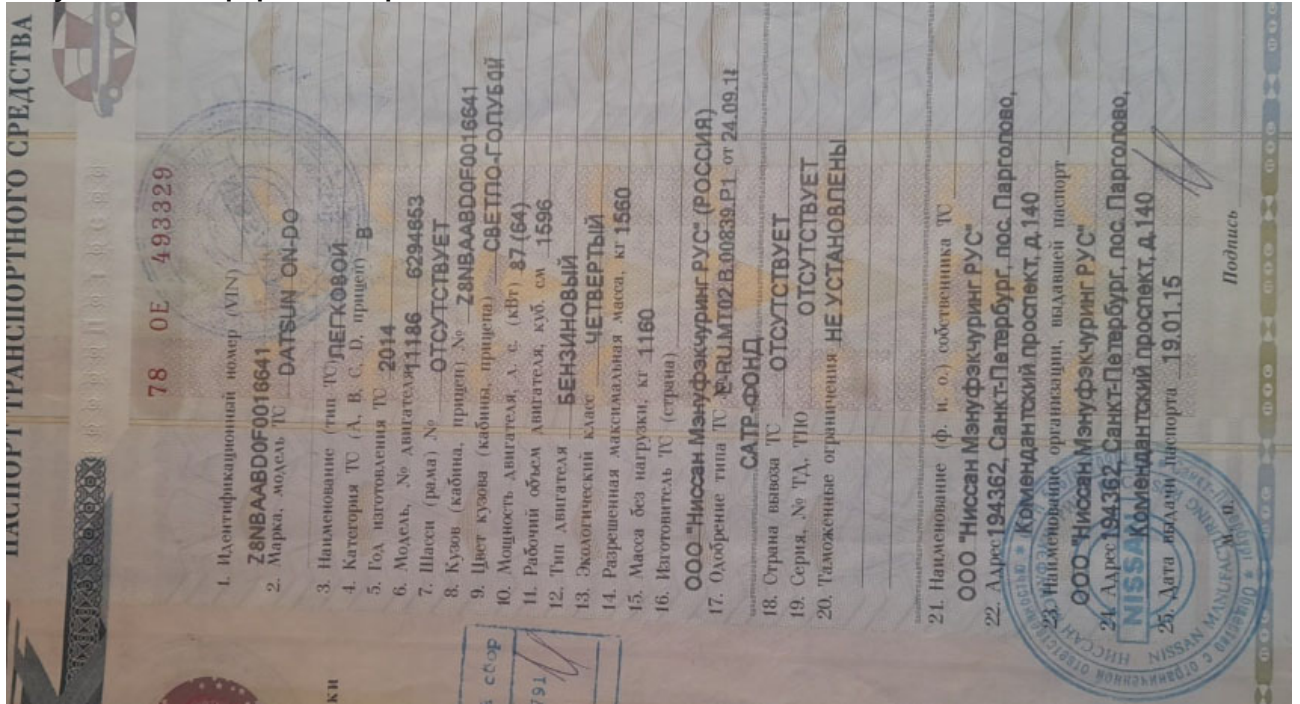 ПАСПОРТ ТРАНСПОРТНОГО СРЕДСТВА
78 ОЕ 493329
1. Идентификационный номер (VIN)
Z8NBAABD0F0016641
2. Марка, модель ТС DATSUN ON-DO
3. Наименование (тип ТС) ЛЕГКОВОЙ
4. Категория ТС (A, B, C, D, прицеп) B
5. Год изготовления ТС 2014
6. Модель, № двигателя 11186 6294653
7. Шасси (рама) № ОТСУТСТВУЕТ
8. Кузов (кабина, прицеп) № Z8NBAABD0F0016641
9. Цвет кузова (кабины, прицепа) СВЕТЛО-ГОЛУБОЙ
10. Мощность двигателя, л. с. (кВт) 87 (64)
11. Рабочий объем двигателя, куб. см 1596
12. Тип двигателя БЕНЗИНОВЫЙ
13. Экологический класс ЧЕТВЕРТЫЙ
14. Разрешенная максимальная масса, кг 1560
15. Масса без нагрузки, кг 1160
16. Изготовитель ТС (страна)
ООО "Ниссан Мэнуфэкчуринг РУС" (РОССИЯ)
17. Одобрение типа ТС № E-RU.MT02.B.00839.P1 от 24.09.14
САТР-ФОНД
18. Страна вывоза ТС ОТСУТСТВУЕТ
19. Серия, № ТД, ТПО ОТСУТСТВУЕТ
20. Таможенные ограничения НЕ УСТАНОВЛЕНЫ
21. Наименование (ф. и. о.) собственника ТС
ООО "Ниссан Мэнуфэкчуринг РУС"
22. Адрес 194362, Санкт-Петербург, пос. Парголово,
Комендантский проспект, д.140
23. Наименование организации, выдавшей паспорт
ООО "Ниссан Мэнуфэкчуринг РУС"
24. Адрес 194362, Санкт-Петербург, пос. Парголово,
Комендантский проспект, д.140
25. Дата выдачи паспорта 19.01.15
М. П.
Подпись
NISSAN
сбор
791
ки